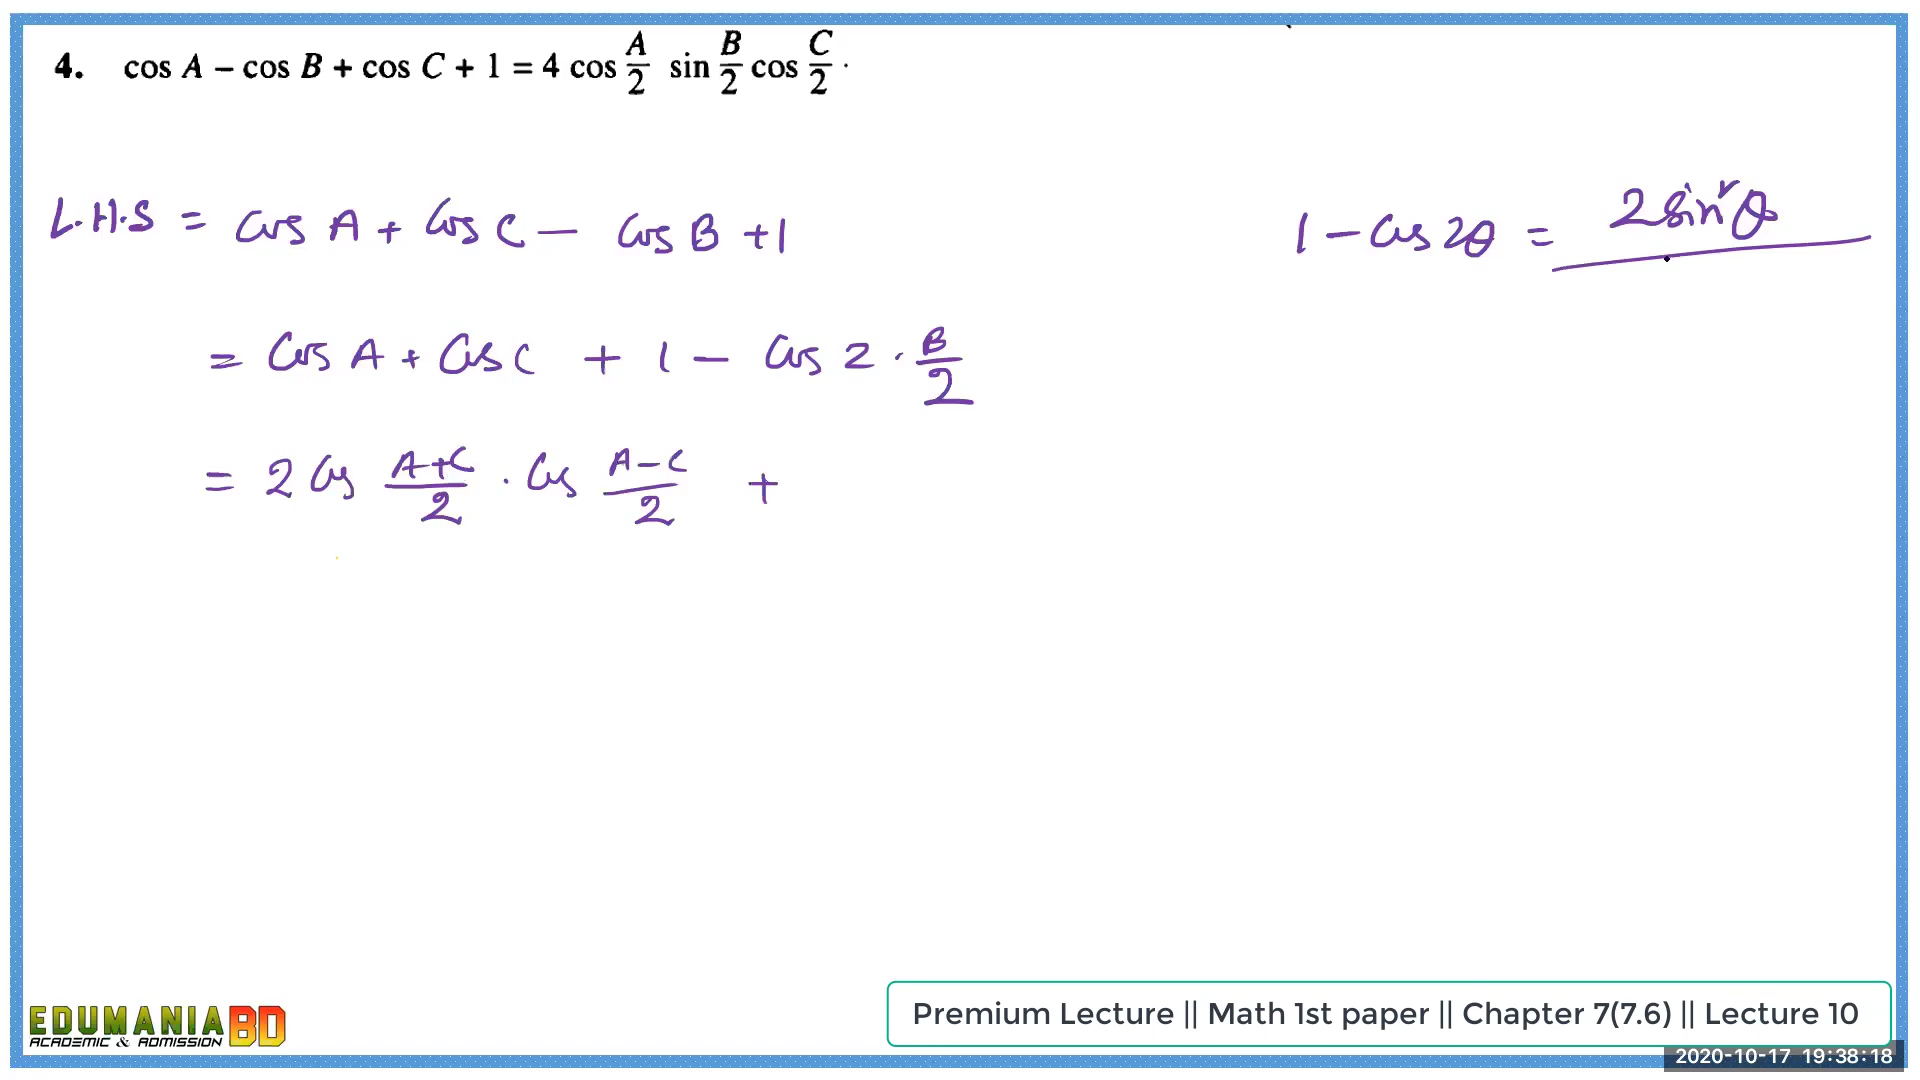 4. cos A – cos B + cos C + 1 = 4 cos A/2 sin B/2 cos C/2 .
L.H.S = cos A + cos C – cos B + 1
1 – cos 2θ = 2 sin² θ
= cos A + cos C + 1 – cos 2 · B/2
= 2 cos A+C/2 · cos A–C/2 +
EDUMANIA BD
ACADEMIC & ADMISSION
Premium Lecture || Math 1st paper || Chapter 7(7.6) || Lecture 10
2020-10-17 19:38:18